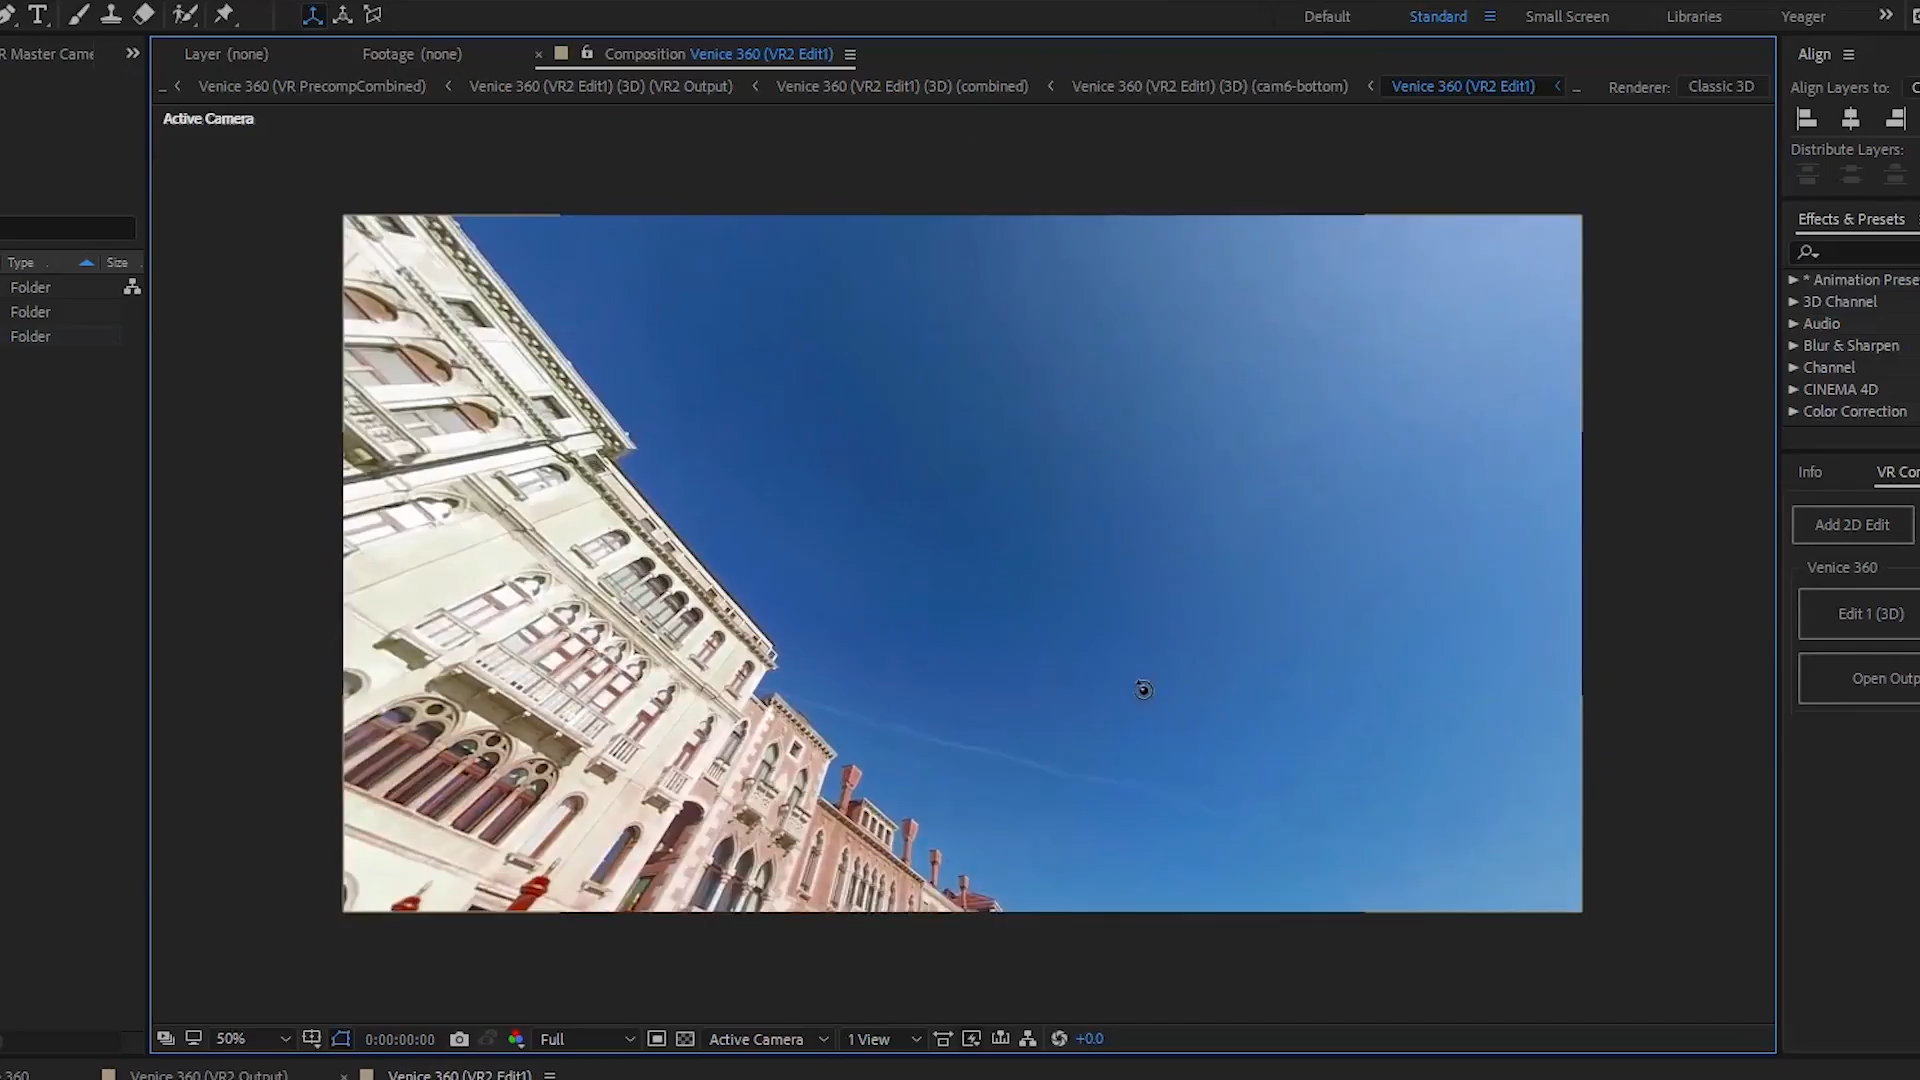 Default
Standard
Small Screen
Libraries
Yeager
R Master Came
Layer (none)
Footage (none)
Composition Venice 360 (VR2 Edit1)
Align
Venice 360 (VR PrecompCombined)
Venice 360 (VR2 Edit1) (3D) (VR2 Output)
Venice 360 (VR2 Edit1) (3D) (combined)
Venice 360 (VR2 Edit1) (3D) (cam6-bottom)
Venice 360 (VR2 Edit1)
Renderer:
Classic 3D
Align Layers to:
Active Camera
Distribute Layers:
Effects & Presets
Type
Size
Folder
Folder
Folder
* Animation Prese
3D Channel
Audio
Blur & Sharpen
Channel
CINEMA 4D
Color Correction
Info
VR Cor
Add 2D Edit
Venice 360
Edit 1 (3D)
Open Outp
50%
0:00:00:00
Full
Active Camera
1 View
+0.0
360
Venice 360 (VR2 Output)
Venice 360 (VR2 Edit1)